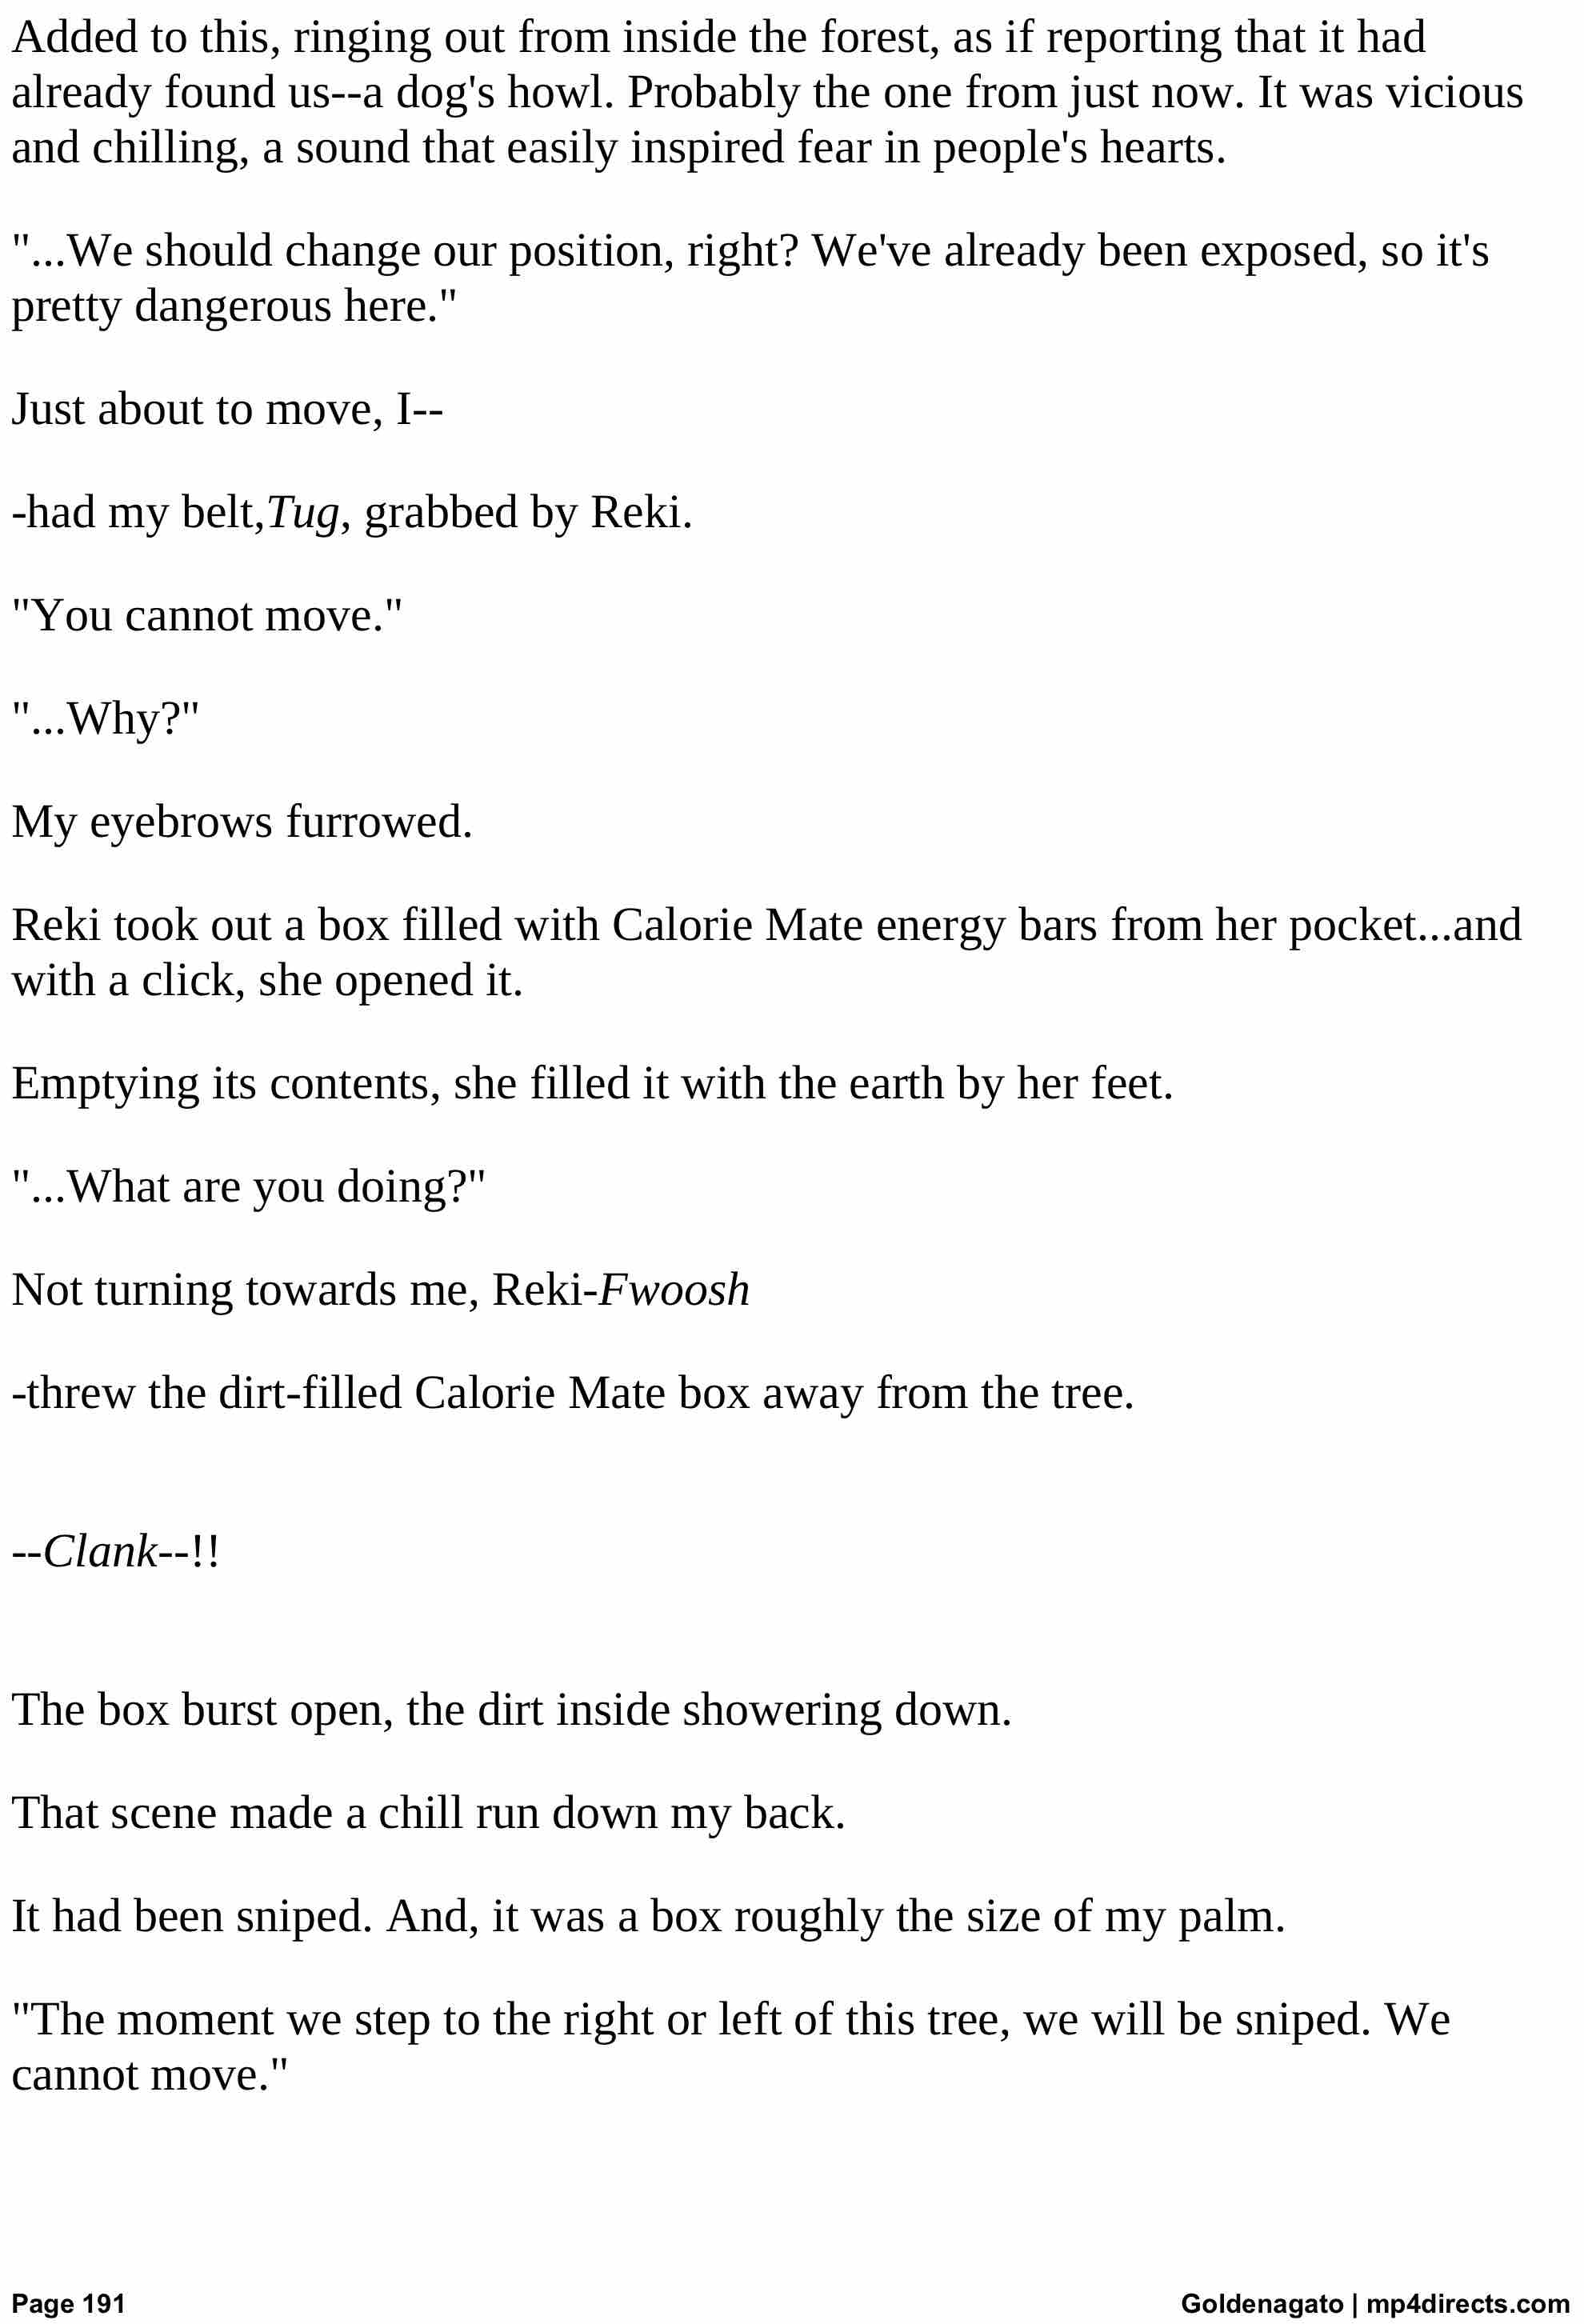 Added to this, ringing out from inside the forest, as if reporting that it had
already found us--a dog's howl. Probably the one from just now. It was vicious
and chilling, a sound that easily inspired fear in people's hearts.
"...We should change our position, right? We've already been exposed, so it's
pretty dangerous here."
Just about to move, I--
-had my belt,Tug, grabbed by Reki.
"You cannot move."
"...Why?"
My eyebrows furrowed.
Reki took out a box filled with Calorie Mate energy bars from her pocket...and
with a click, she opened it.
Emptying its contents, she filled it with the earth by her feet.
"...What are you doing?"
Not turning towards me, Reki-Fwoosh
-threw the dirt-filled Calorie Mate box away from the tree.
--Clank--!!
The box burst open, the dirt inside showering down.
That scene made a chill run down my back.
It had been sniped. And, it was a box roughly the size of my palm.
"The moment we step to the right or left of this tree, we will be sniped. We
cannot move."
Page 191
Goldenagato | mp4directs.com